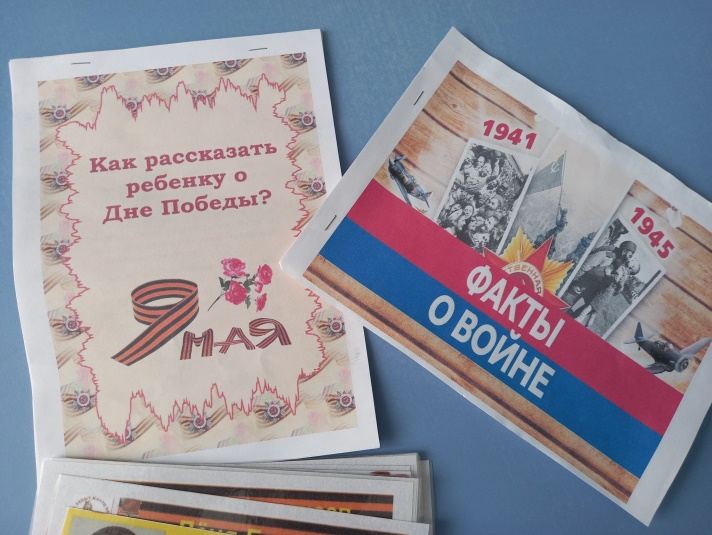 Как рассказать
ребенку о
Дне Победы?
9 МАЯ
1941
1945
ФАКТЫ
О ВОЙНЕ